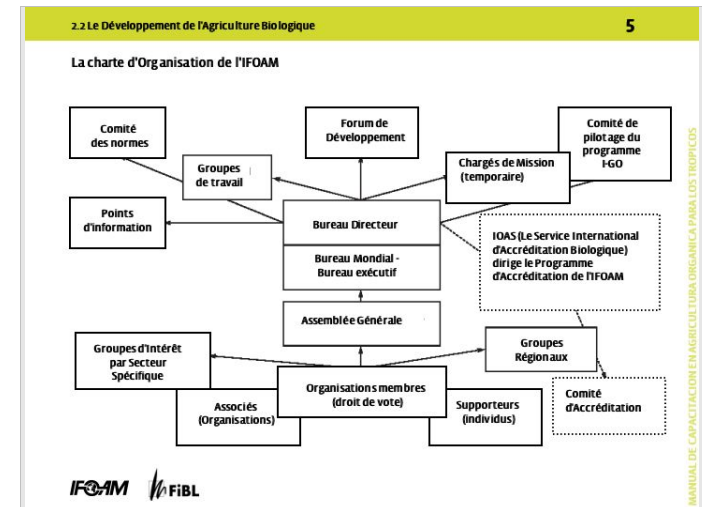 2.2 Le Développement de l'Agriculture Biologique
5
La charte d'Organisation de l'IFOAM
Comité
des normes
Forum de
Développement
Comité de
pilotage du
programme
I-GO
Groupes
de travail
Chargés de Mission
(temporaire)
Points
d'information
Bureau Directeur
IOAS (Le Service International
d'Accréditation Biologique)
dirige le Programme
d'Accréditation de l'IFOAM
Bureau Mondial -
Bureau exécutif
Assemblée Générale
Groupes d'Intérêt
par Secteur
Spécifique
Groupes
Régionaux
Organisations membres
(droit de vote)
Associés
(Organisations)
Supporteurs
(individus)
Comité
d'Accréditation
IFOAM
FiBL
MANUAL DE CAPACITACION EN AGRICULTURA ORGANICA PARA LOS TROPICOS